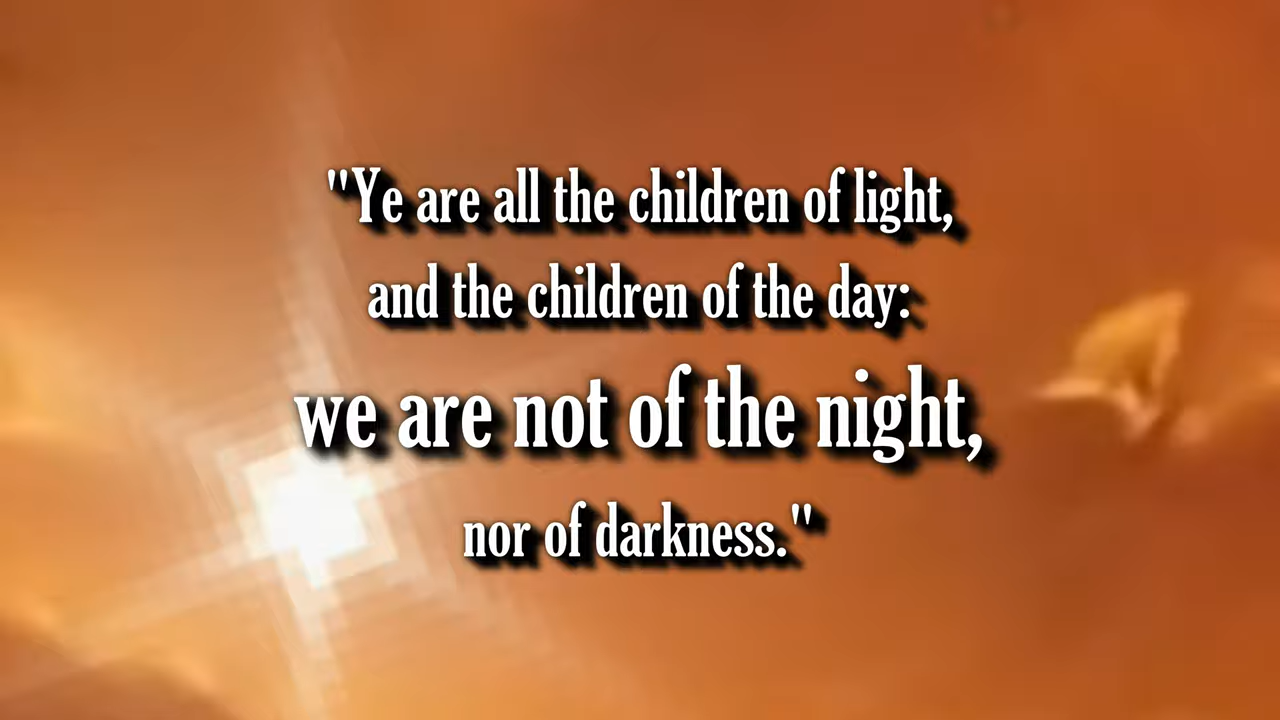 "Ye are all the children of light,
and the children of the day:
we are not of the night,
nor of darkness."